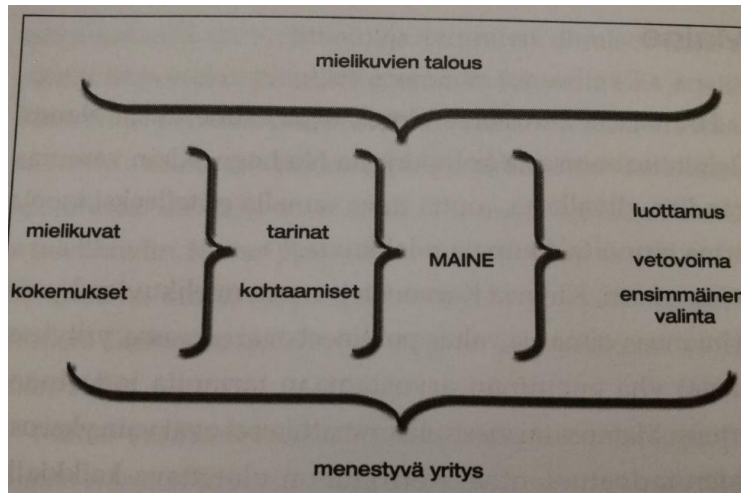 mielikuvien talous
mielikuvat
kokemukset
tarinat
kohtaamiset
MAINE
luottamus
vetovoima
ensimmäinen
valinta
menestyvä yritys